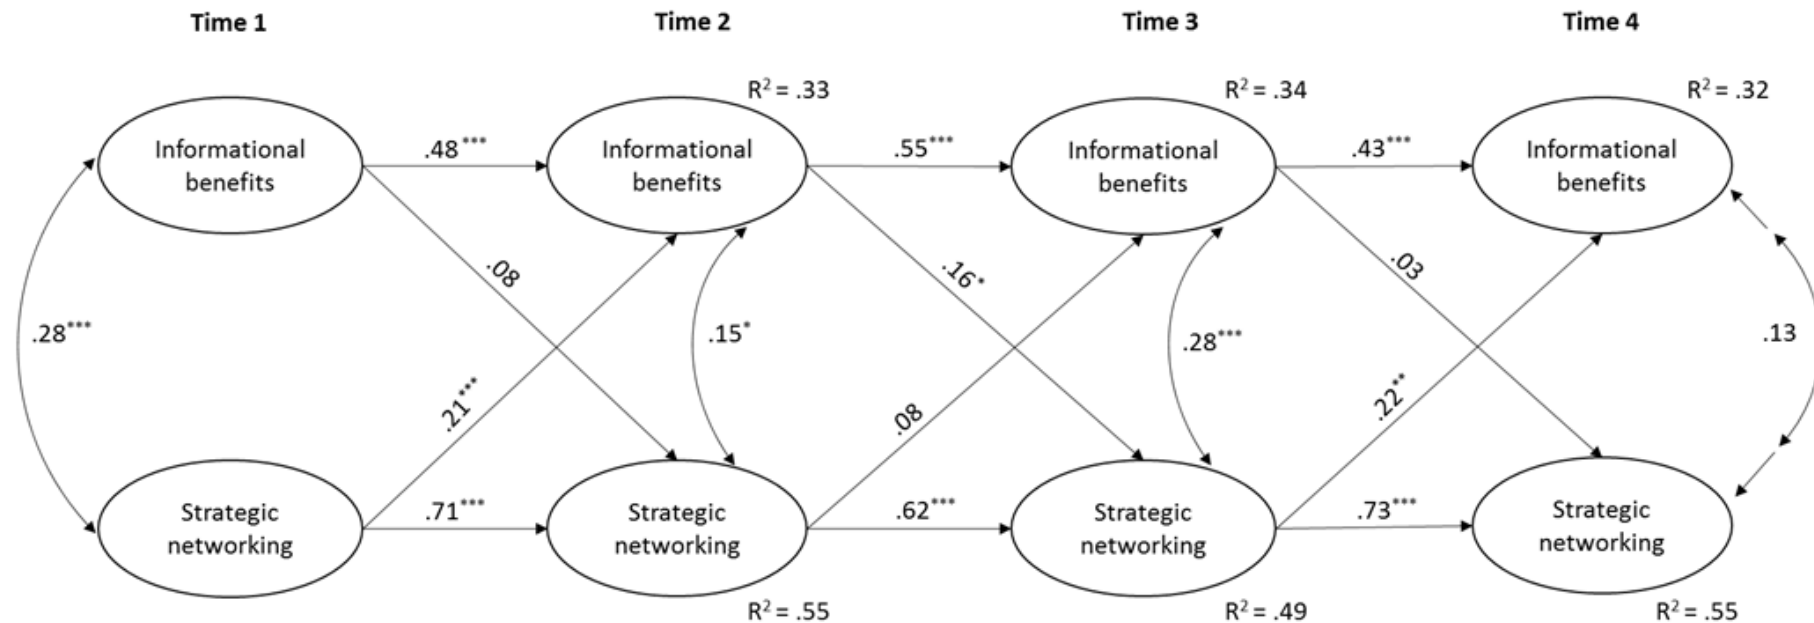 Time 1
Time 2
Time 3
Time 4
R² = .33
R² = .34
R² = .32
Informational
benefits
.48***
Informational
benefits
.55***
Informational
benefits
.43***
Informational
benefits
.08
.16*
.03
.28***
.15*
.28***
.13
.21***
.08
.22**
Strategic
networking
.71***
Strategic
networking
.62***
Strategic
networking
.73***
Strategic
networking
R² = .55
R² = .49
R² = .55